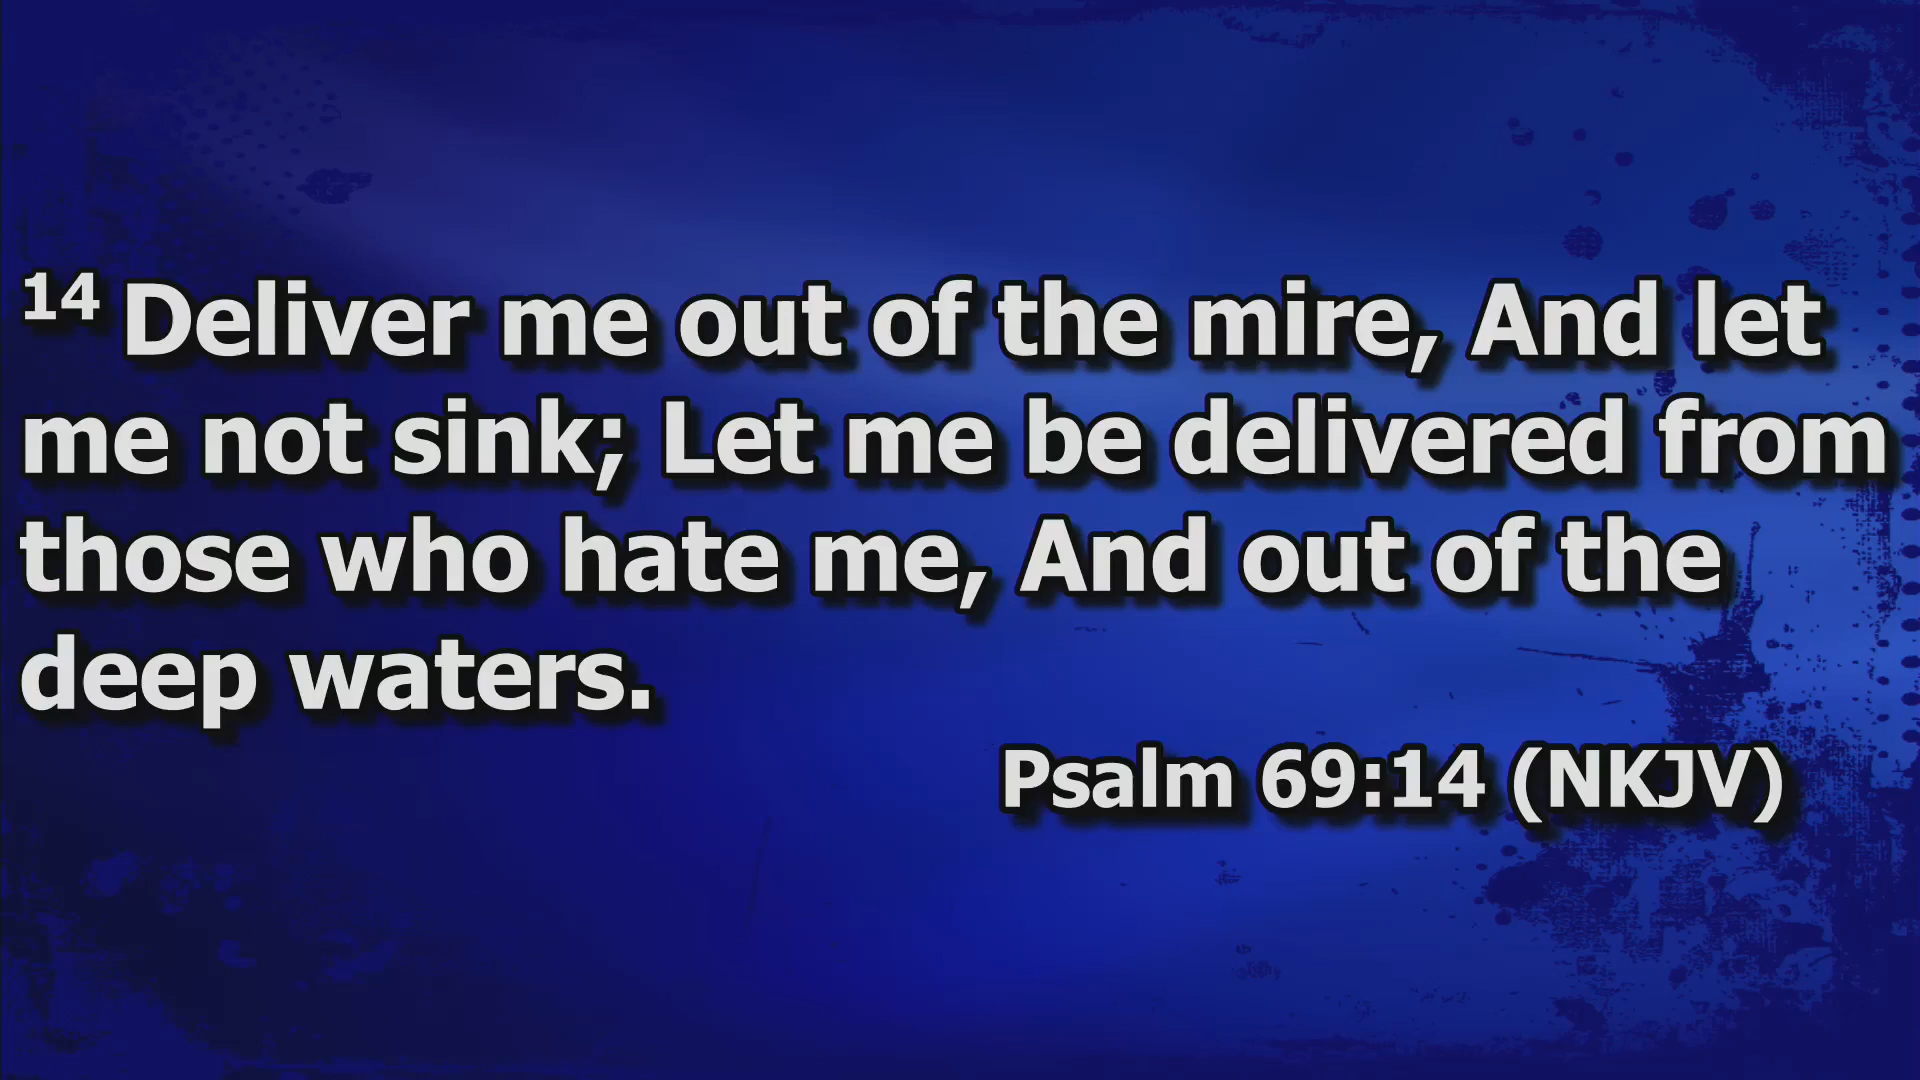 14 Deliver me out of the mire, And let
me not sink; Let me be delivered from
those who hate me, And out of the
deep waters.
Psalm 69:14 (NKJV)